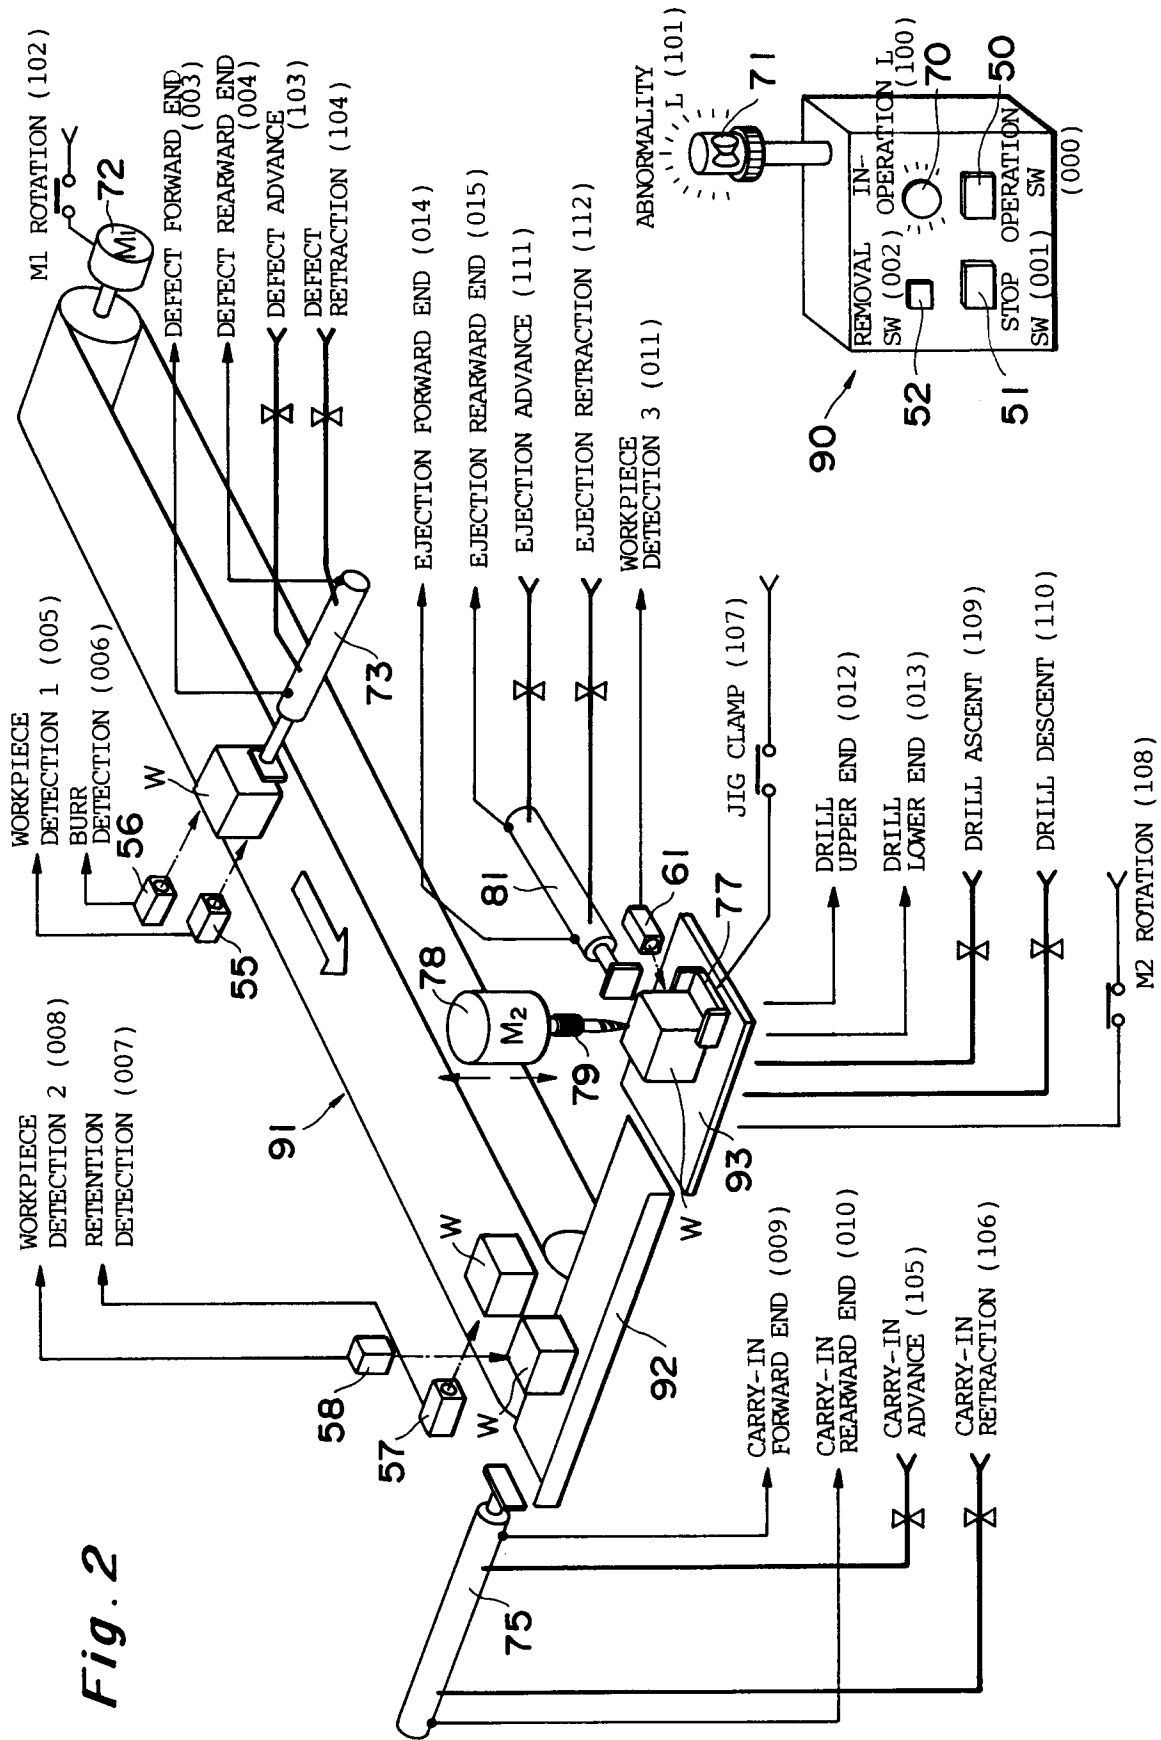 Fig. 2
WORKPIECE
DETECTION 2 (008)
RETENTION
DETECTION (007)
WORKPIECE
DETECTION 1 (005)
BURR
DETECTION (006)
M1 ROTATION (102)
M1
72
DEFECT FORWARD END
(003)
DEFECT REARWARD END
(004)
DEFECT ADVANCE
(103)
DEFECT
RETRACTION (104)
56
55
W
73
91
58
57
W
W
78
M2
79
81
61
77
93
W
92
75
EJECTION FORWARD END (014)
EJECTION REARWARD END (015)
EJECTION ADVANCE (111)
EJECTION RETRACTION (112)
WORKPIECE
DETECTION 3 (011)
JIG CLAMP (107)
DRILL
UPPER END (012)
DRILL
LOWER END (013)
DRILL ASCENT (109)
DRILL DESCENT (110)
M2 ROTATION (108)
CARRY-IN
FORWARD END (009)
CARRY-IN
REARWARD END (010)
CARRY-IN
ADVANCE (105)
CARRY-IN
RETRACTION (106)
ABNORMALITY
L (101)
71
90
REMOVAL
SW (002)
IN-
OPERATION L
(100)
70
52
50
51
STOP
SW (001)
OPERATION
SW
(000)